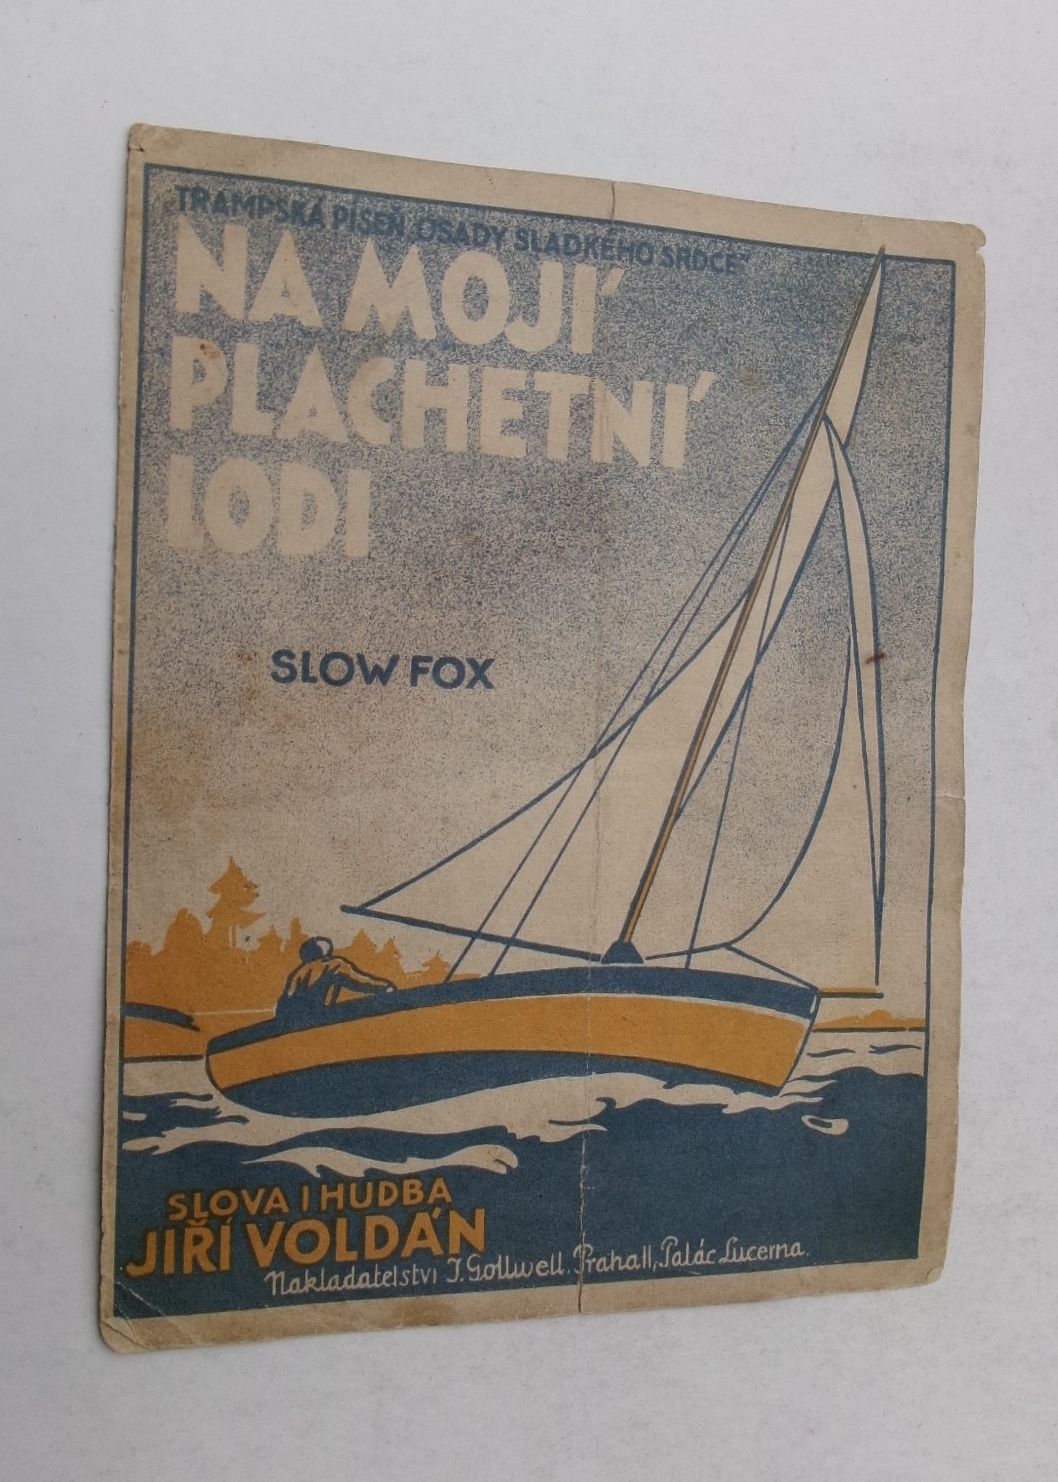 TRAMPSKÁ PÍSEŇ „OSADY SLADKÉHO SRDCE“
NA MOJÍ
PLACHETNÍ
LODI
SLOW FOX
SLOVA I HUDBA
JIŘÍ VOLDÁN
Nakladatelství J. Gollwell, Praha II, Palác Lucerna.